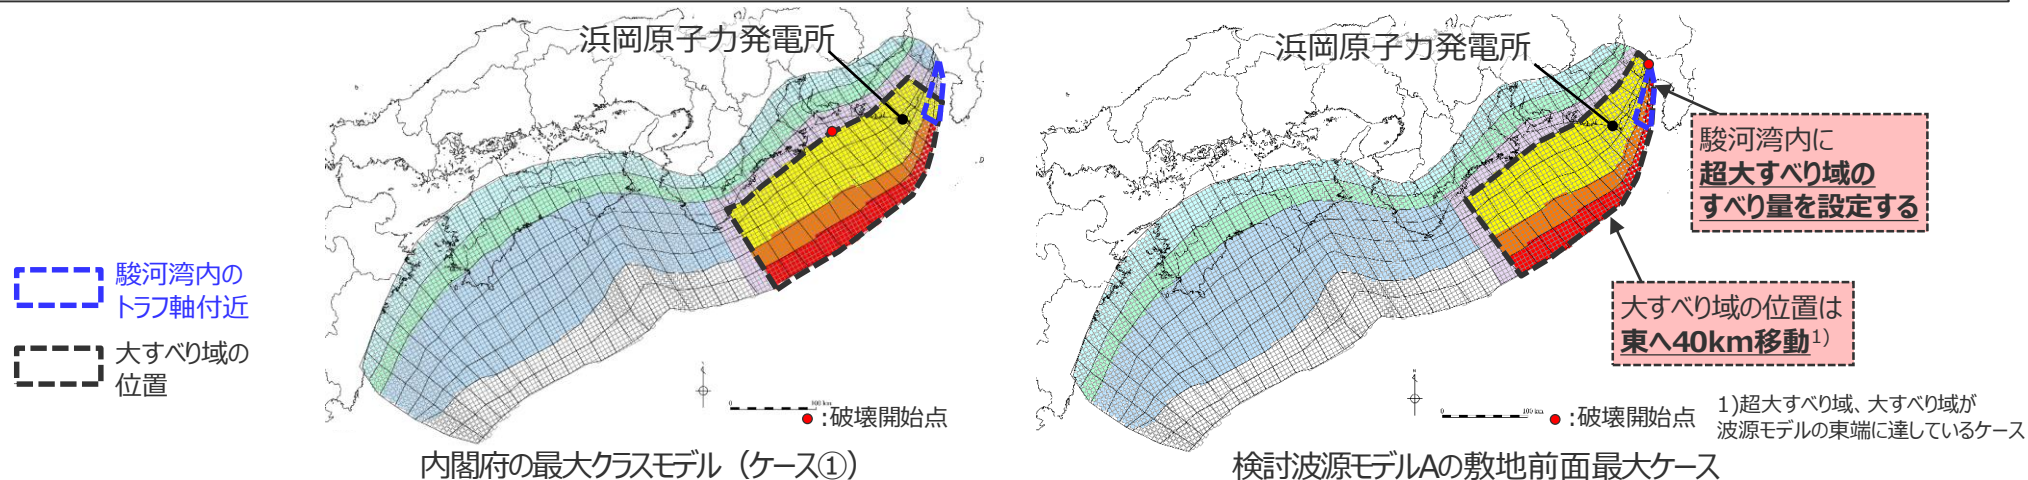 浜岡原子力発電所
浜岡原子力発電所
駿河湾内に
超大すべり域の
すべり量を設定する
駿河湾内の
トラフ軸付近
大すべり域の
位置
大すべり域の位置は
東へ40km移動1)
0 100 km
●:破壊開始点
0 100 km
●:破壊開始点
1)超大すべり域、大すべり域が
波源モデルの東端に達しているケース
内閣府の最大クラスモデル（ケース①）
検討波源モデルAの敷地前面最大ケース